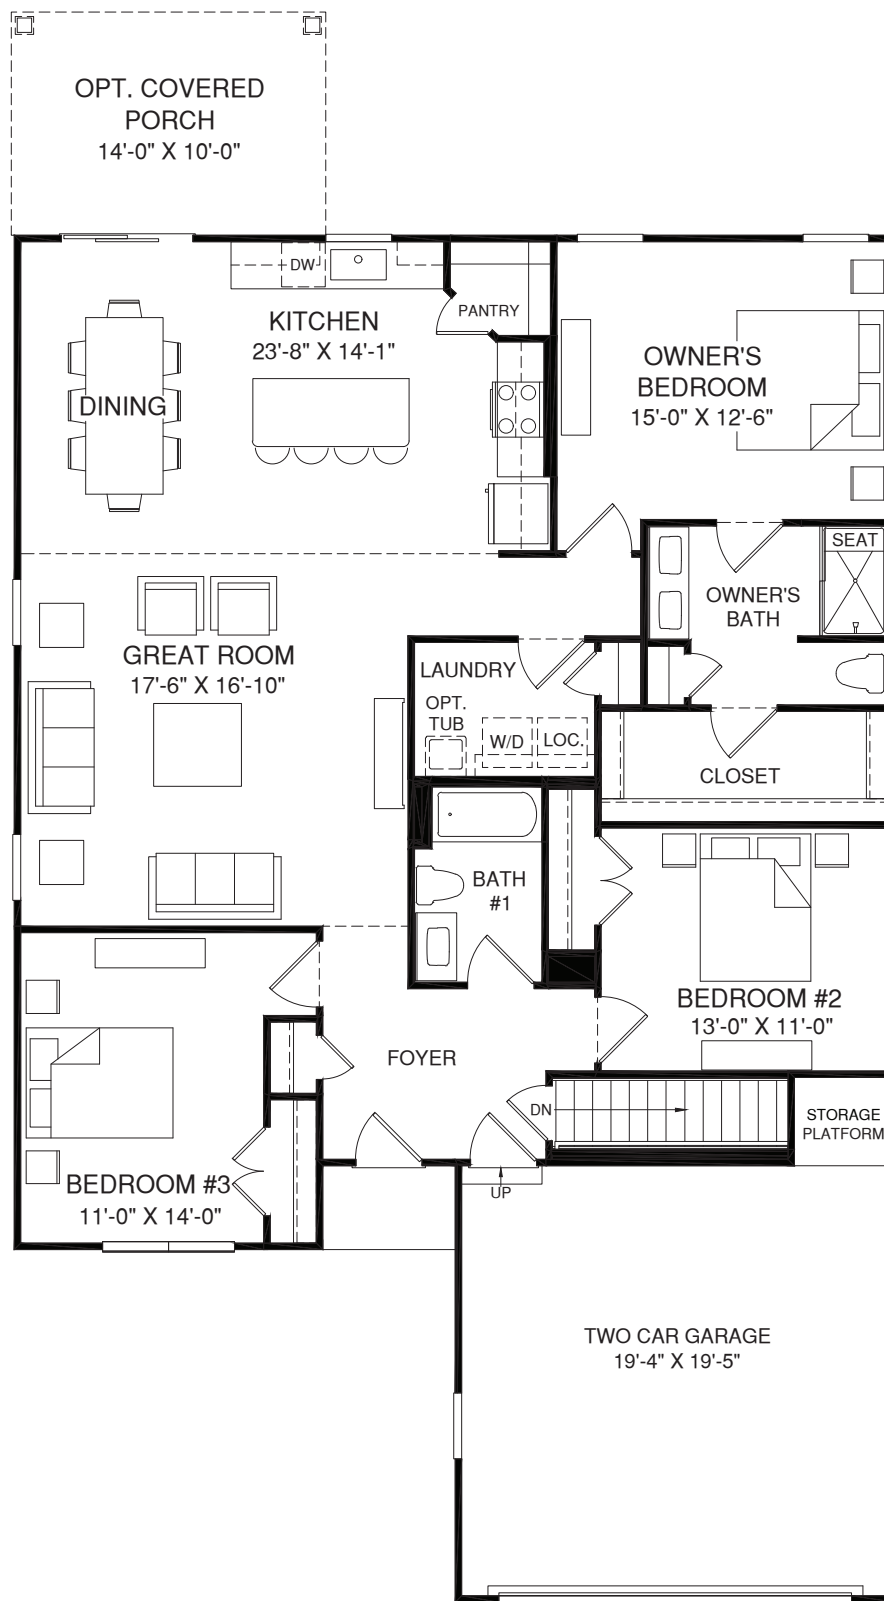 OPT. COVERED
PORCH
14'-0" X 10'-0"
DW
PANTRY
KITCHEN
23'-8" X 14'-1"
DINING
OWNER'S
BEDROOM
15'-0" X 12'-6"
SEAT
OWNER'S
BATH
GREAT ROOM
17'-6" X 16'-10"
LAUNDRY
OPT.
TUB
W/D
LOC.
CLOSET
BATH
#1
BEDROOM #2
13'-0" X 11'-0"
FOYER
DN
STORAGE
PLATFORM
BEDROOM #3
11'-0" X 14'-0"
UP
TWO CAR GARAGE
19'-4" X 19'-5"